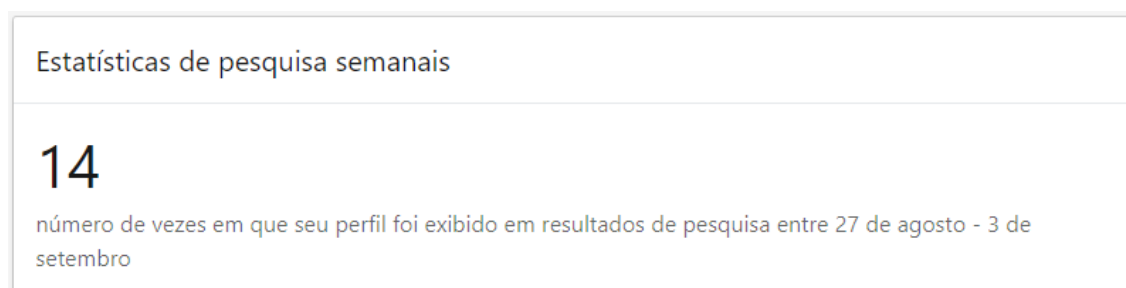 Estatísticas de pesquisa semanais
14
número de vezes em que seu perfil foi exibido em resultados de pesquisa entre 27 de agosto - 3 de
setembro